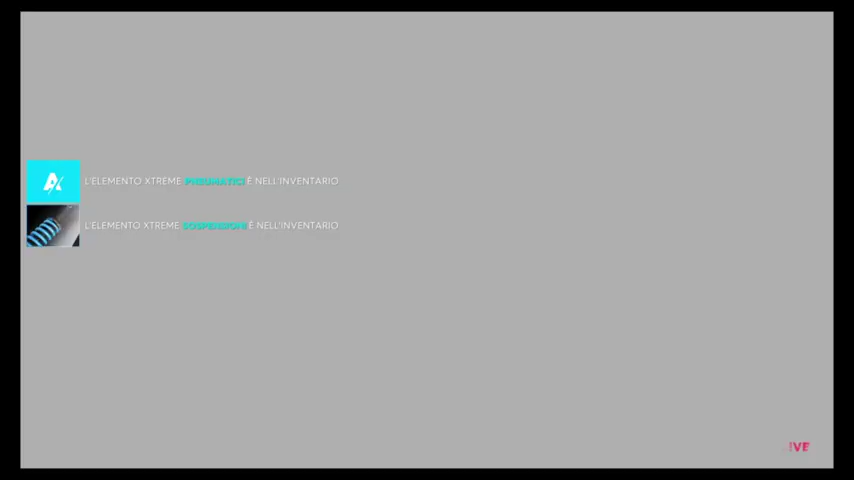 L'ELEMENTO XTREME PNEUMATICI È NELL'INVENTARIO
L'ELEMENTO XTREME SOSPENSIONI È NELL'INVENTARIO